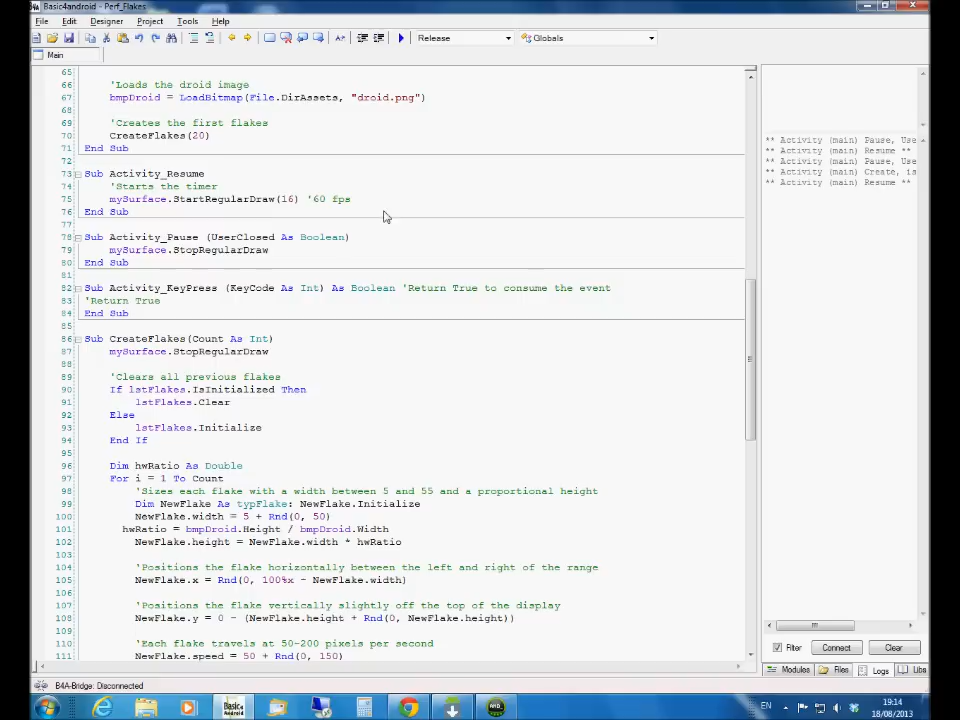 Basic4android - Perf_Flakes
File Edit Designer Project Tools Help
Release Globals
Main
65
66 'Loads the droid image
67 bmpDroid = LoadBitmap(File.DirAssets, "droid.png")
68
69 'Creates the first flakes
70 CreateFlakes(20)
71 End Sub
72
73 Sub Activity_Resume
74 'Starts the timer
75 mySurface.StartRegularDraw(16) '60 fps
76 End Sub
77
78 Sub Activity_Pause (UserClosed As Boolean)
79 mySurface.StopRegularDraw
80 End Sub
81
82 Sub Activity_KeyPress (KeyCode As Int) As Boolean 'Return True to consume the event
83 'Return True
84 End Sub
85
86 Sub CreateFlakes(Count As Int)
87 mySurface.StopRegularDraw
88
89 'Clears all previous flakes
90 If lstFlakes.IsInitialized Then
91 lstFlakes.Clear
92 Else
93 lstFlakes.Initialize
94 End If
95
96 Dim hwRatio As Double
97 For i = 1 To Count
98 'Sizes each flake with a width between 5 and 55 and a proportional height
99 Dim NewFlake As typFlake: NewFlake.Initialize
100 NewFlake.width = 5 + Rnd(0, 50)
101 hwRatio = bmpDroid.Height / bmpDroid.Width
102 NewFlake.height = NewFlake.width * hwRatio
103
104 'Positions the flake horizontally between the left and right of the range
105 NewFlake.x = Rnd(0, 100%x - NewFlake.width)
106
107 'Positions the flake vertically slightly off the top of the display
108 NewFlake.y = 0 - (NewFlake.height + Rnd(0, NewFlake.height))
109
110 'Each flake travels at 50-200 pixels per second
111 NewFlake.speed = 50 + Rnd(0, 150)
** Activity (main) Pause, Use
** Activity (main) Resume **
** Activity (main) Pause, Use
** Activity (main) Create, is
** Activity (main) Resume **
Filter Connect Clear
Modules Files Logs Libs
B4A-Bridge: Disconnected
Basic 4 Android
EN 19:14
18/08/2013